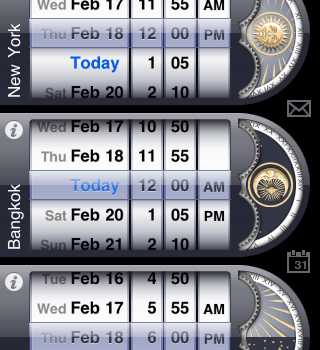 Wed Feb 17 11 55 AM
Thu Feb 18 12 00 PM
Today 1 05
Sat Feb 20 2 10
New York
Wed Feb 17 10 50
Thu Feb 18 11 55
Today 12 00 AM
Sat Feb 20 1 05 PM
Sun Feb 21 2 10
Bangkok
31
Tue Feb 16 4 50
Wed Feb 17 5 55 AM
Thu Feb 18 6 00 PM